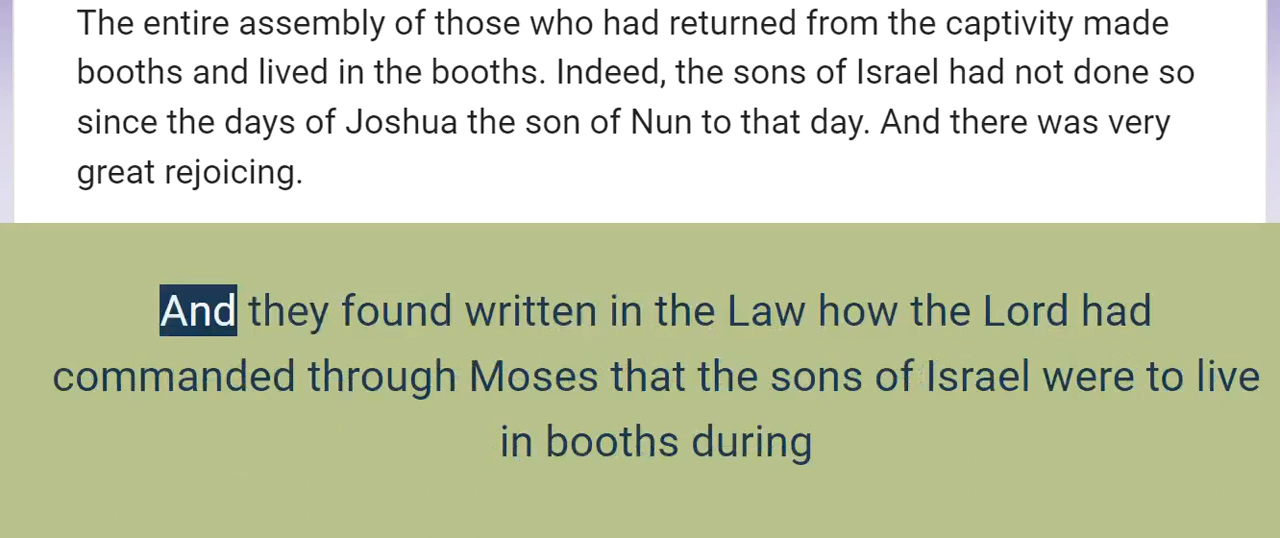 The entire assembly of those who had returned from the captivity made
booths and lived in the booths. Indeed, the sons of Israel had not done so
since the days of Joshua the son of Nun to that day. And there was very
great rejoicing.
And they found written in the Law how the Lord had
commanded through Moses that the sons of Israel were to live
in booths during